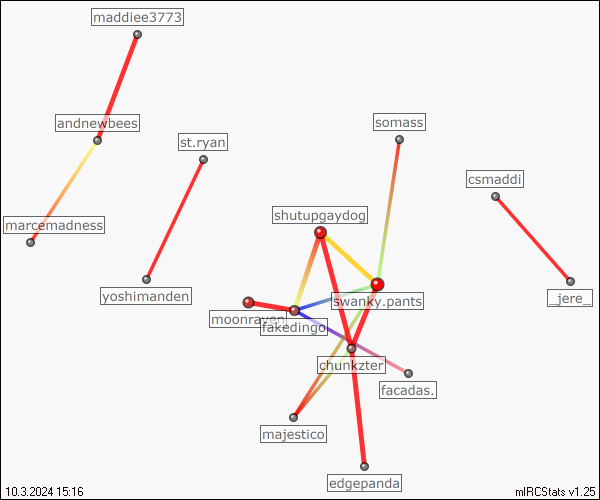 maddiee3773
andnewbees
somass
st.ryan
csmaddi
shutupgaydog
marcemadness
yoshimanden
swanky.pants
_jere_
moonraven|
fakedingo
chunkzter
facadas.
majestico
edgepanda
10.3.2024 15:16
mIRCStats v1.25